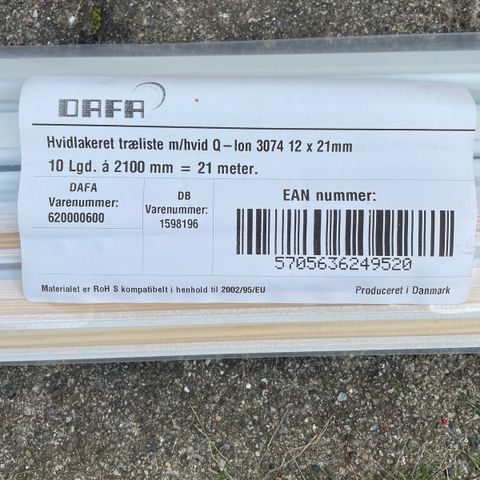 DAFA
Hvidlakeret træliste m/hvid Q-lon 3074 12 x 21mm
10 Lgd. á 2100 mm = 21 meter.
DAFA
Varenummer:
620000600
DB
Varenummer:
1598196
EAN nummer:
5705636249520
Materialet er RoH S kompatibelt i henhold til 2002/95/EU
Produceret i Danmark